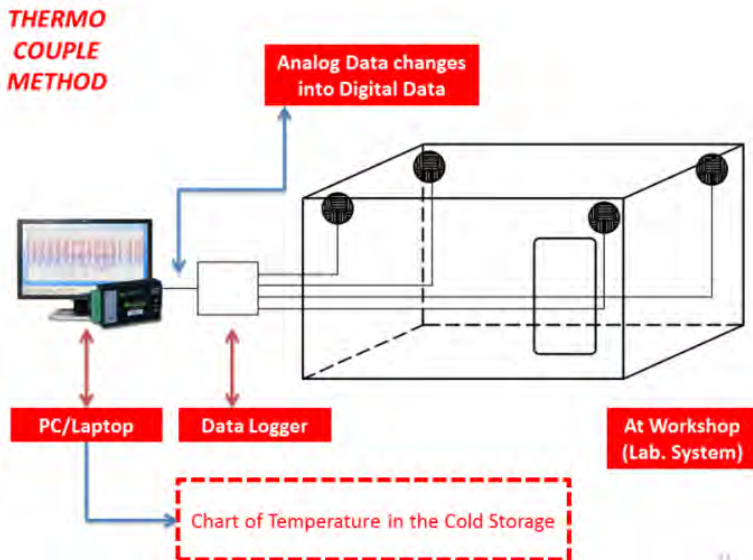 THERMO
COUPLE
METHOD
Analog Data changes
into Digital Data
PC/Laptop
Data Logger
At Workshop
(Lab. System)
Chart of Temperature in the Cold Storage